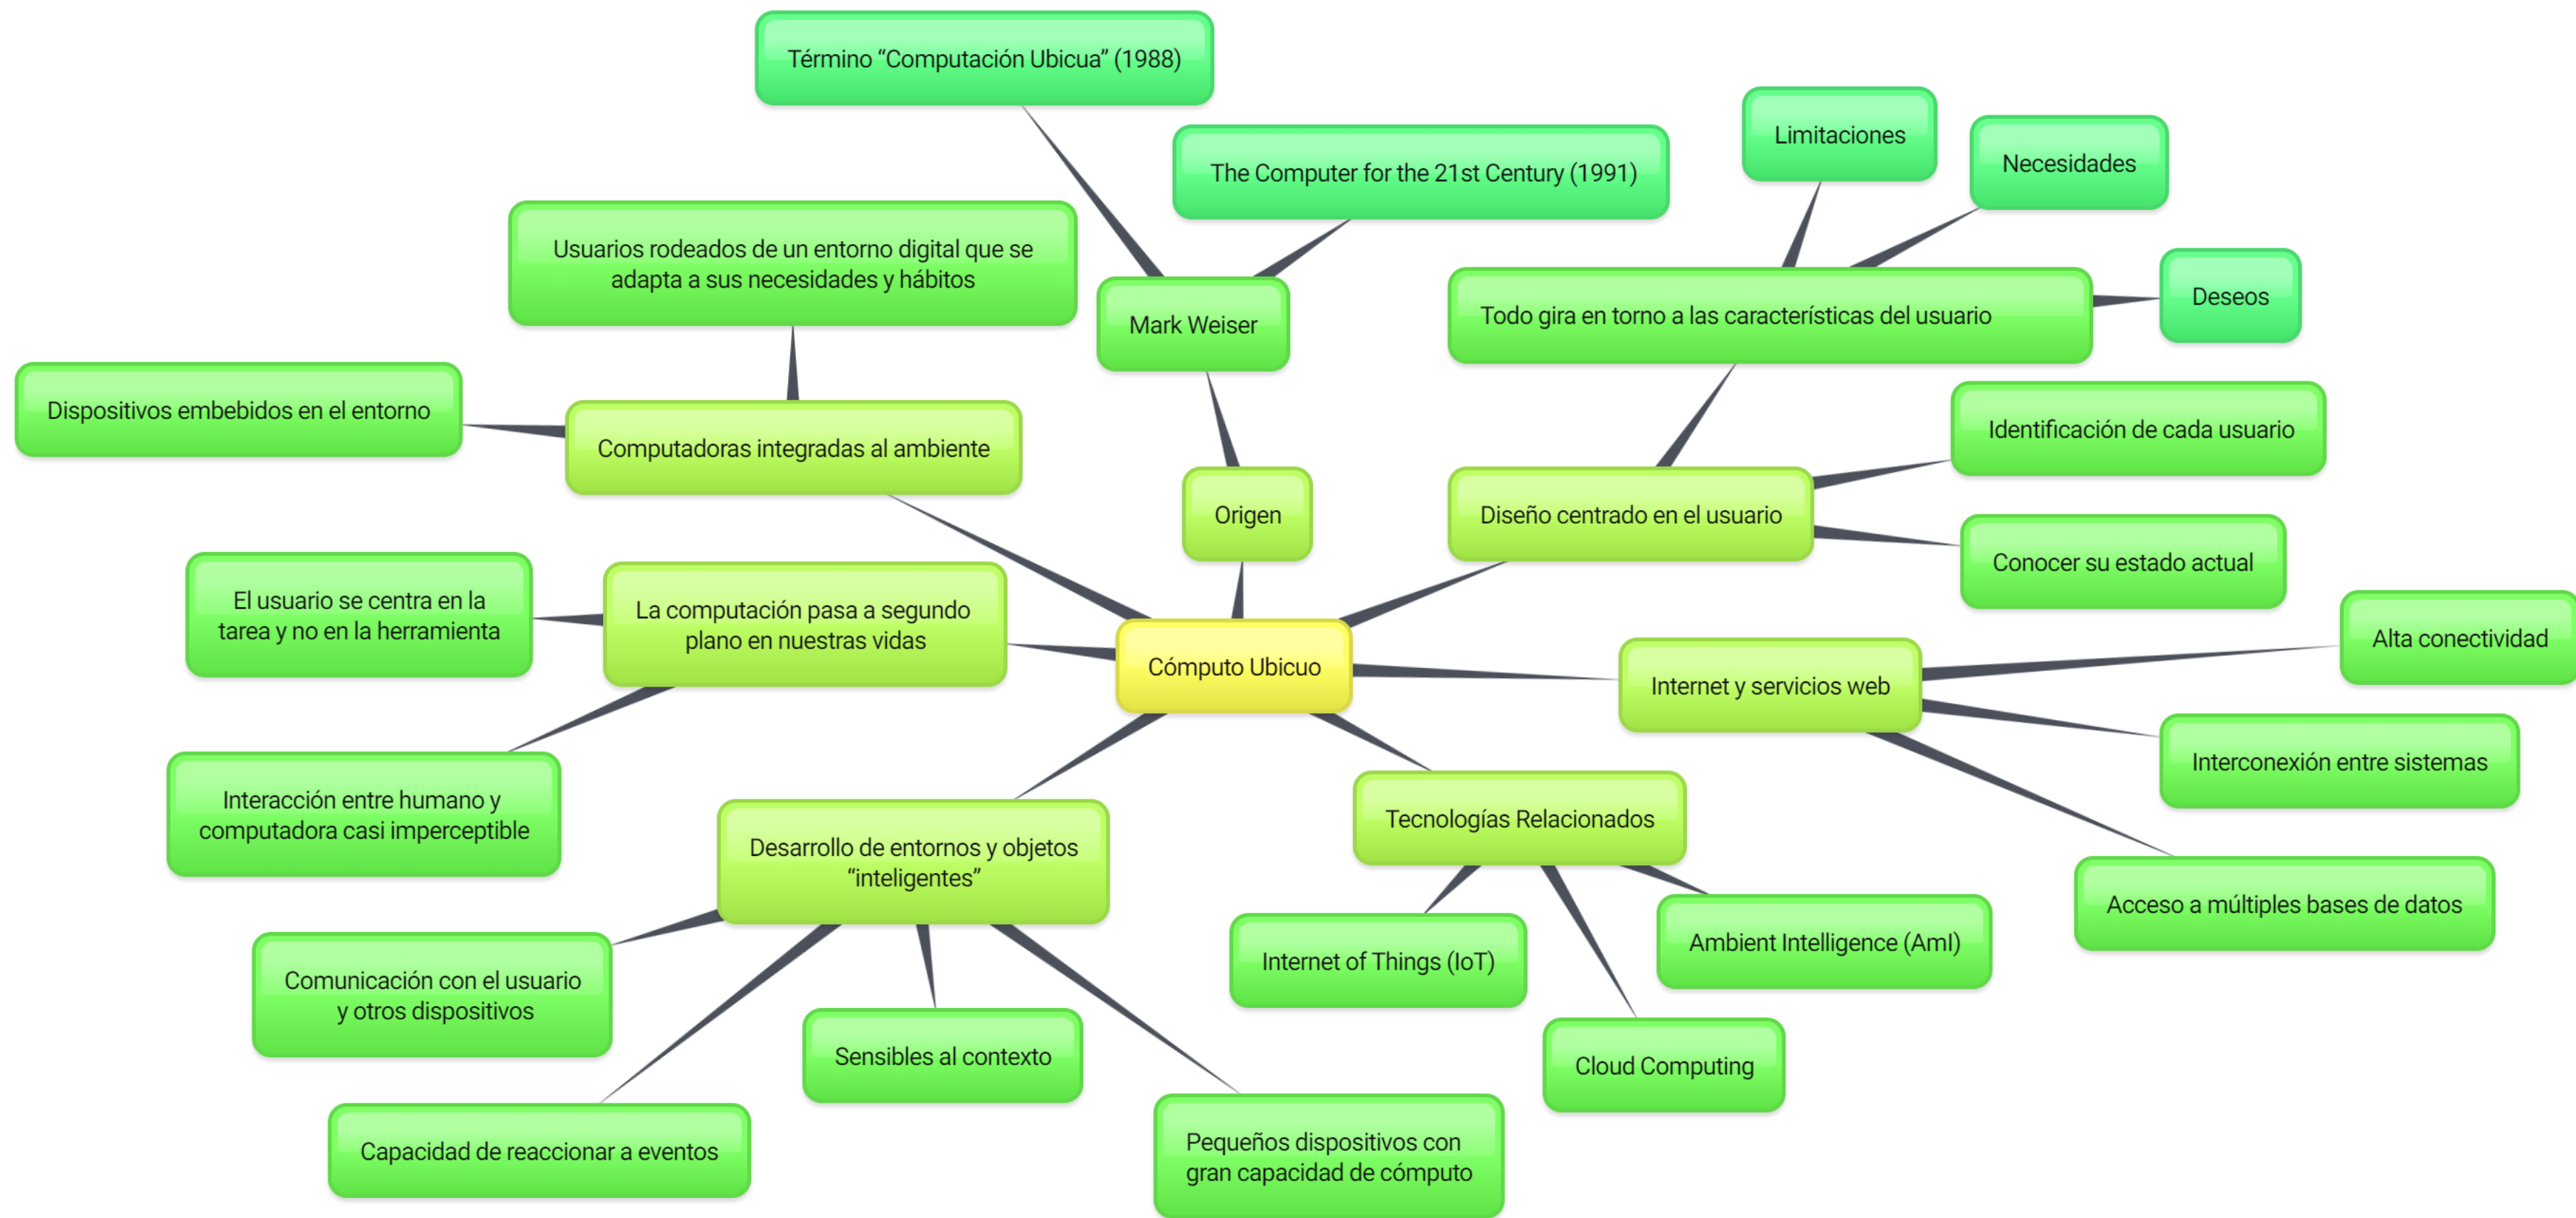 Término “Computación Ubicua” (1988)
The Computer for the 21st Century (1991)
Limitaciones
Necesidades
Deseos
Usuarios rodeados de un entorno digital que se
adapta a sus necesidades y hábitos
Mark Weiser
Todo gira en torno a las características del usuario
Dispositivos embebidos en el entorno
Computadoras integradas al ambiente
Identificación de cada usuario
Origen
Diseño centrado en el usuario
Conocer su estado actual
El usuario se centra en la
tarea y no en la herramienta
La computación pasa a segundo
plano en nuestras vidas
Cómputo Ubicuo
Internet y servicios web
Alta conectividad
Interconexión entre sistemas
Interacción entre humano y
computadora casi imperceptible
Desarrollo de entornos y objetos
“inteligentes”
Tecnologías Relacionados
Acceso a múltiples bases de datos
Internet of Things (IoT)
Ambient Intelligence (AmI)
Comunicación con el usuario
y otros dispositivos
Sensibles al contexto
Cloud Computing
Capacidad de reaccionar a eventos
Pequeños dispositivos con
gran capacidad de cómputo